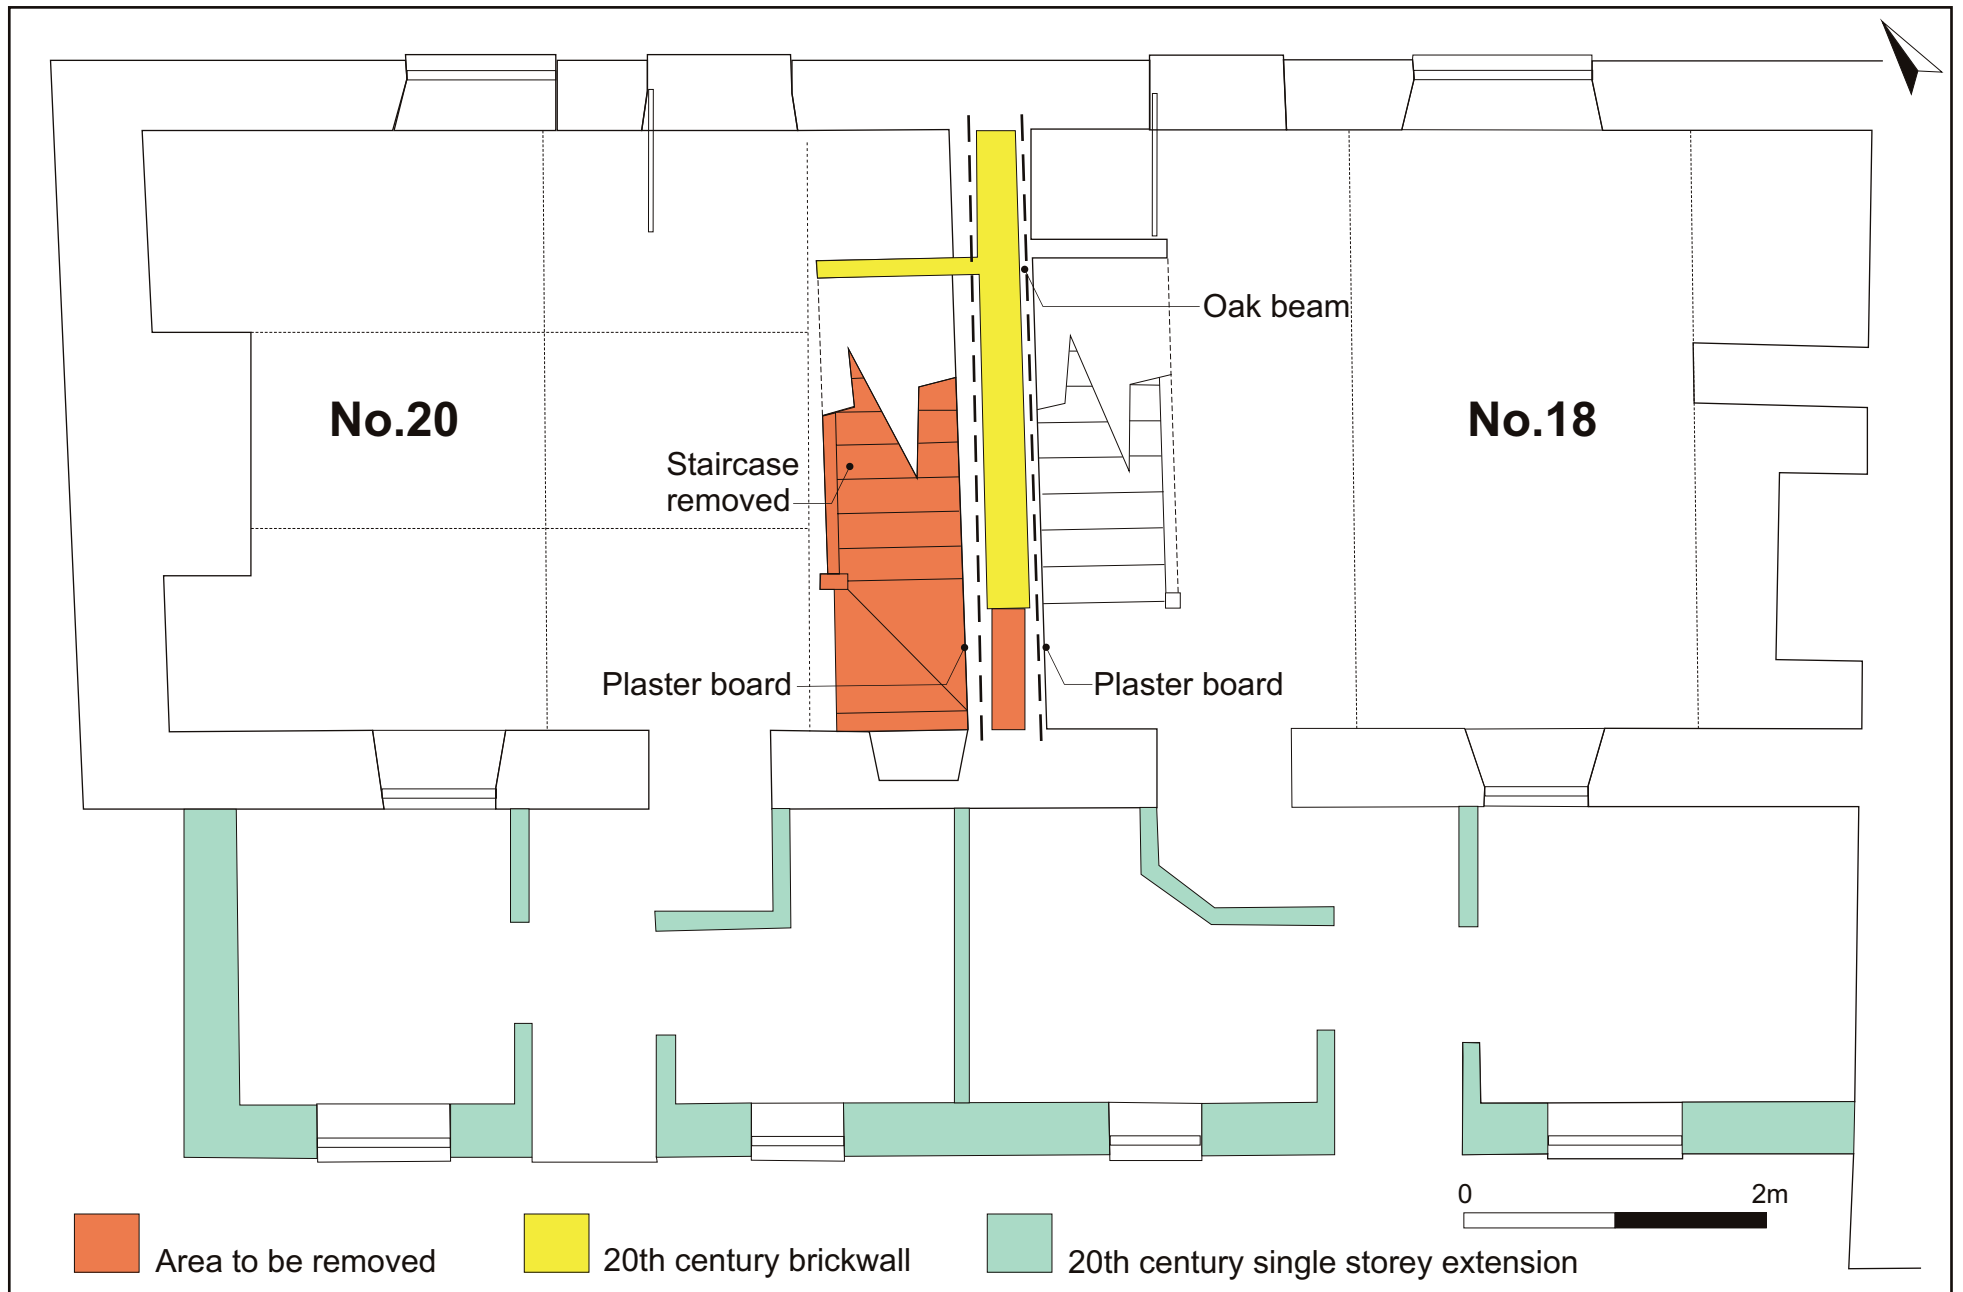 Oak beam
No.20
No.18
Staircase
removed
Plaster board
Plaster board
0 2m
Area to be removed
20th century brickwall
20th century single storey extension